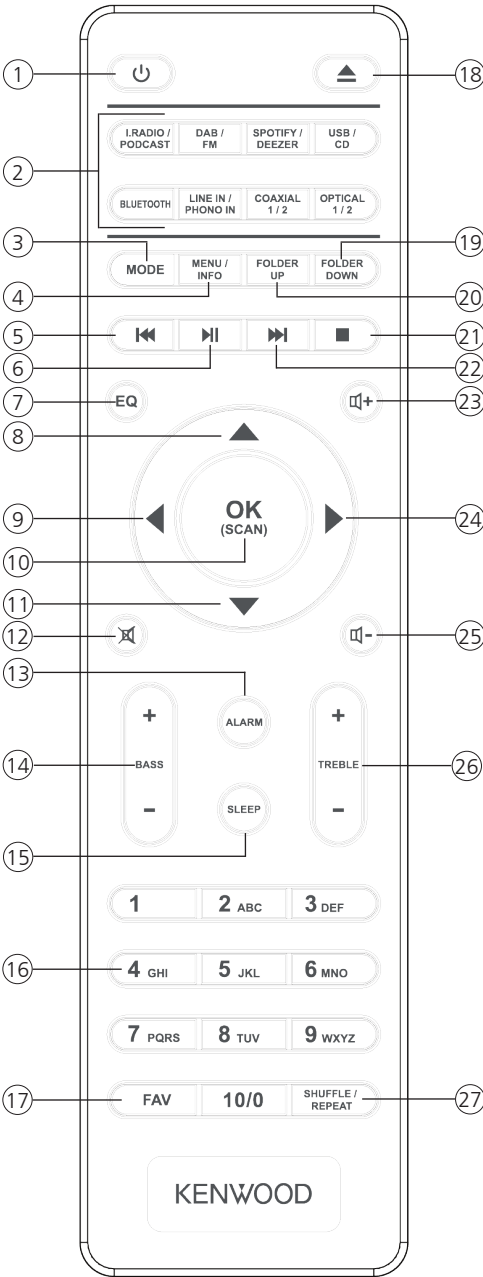 1
18
I.RADIO /
PODCAST
DAB /
FM
SPOTIFY /
DEEZER
USB /
CD
2
BLUETOOTH
LINE IN /
PHONO IN
COAXIAL
1 / 2
OPTICAL
1 / 2
3
MODE
MENU /
INFO
FOLDER
UP
FOLDER
DOWN
19
4
20
5
21
6
22
7
EQ
+
23
8
9
OK
(SCAN)
24
10
11
12
-
25
13
+
ALARM
+
14
BASS
TREBLE
26
-
SLEEP
-
15
1
2 ABC
3 DEF
16
4 GHI
5 JKL
6 MNO
7 PQRS
8 TUV
9 WXYZ
17
FAV
10/0
SHUFFLE /
REPEAT
27
KENWOOD